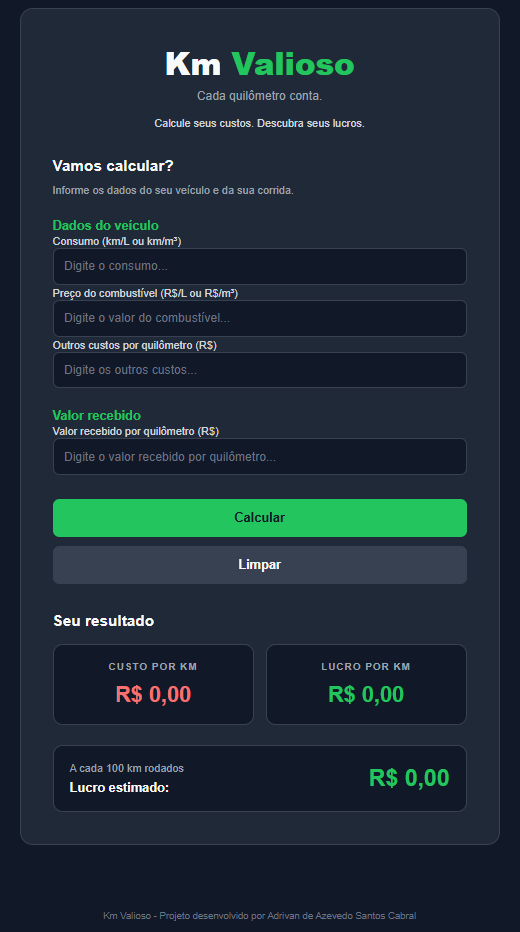 Km Valioso
Cada quilômetro conta.
Calcule seus custos. Descubra seus lucros.
Vamos calcular?
Informe os dados do seu veículo e da sua corrida.
Dados do veículo
Consumo (km/L ou km/m³)
Digite o consumo...
Preço do combustível (R$/L ou R$/m³)
Digite o valor do combustível...
Outros custos por quilômetro (R$)
Digite os outros custos...
Valor recebido
Valor recebido por quilômetro (R$)
Digite o valor recebido por quilômetro...
Calcular
Limpar
Seu resultado
CUSTO POR KM
R$ 0,00
LUCRO POR KM
R$ 0,00
A cada 100 km rodados
Lucro estimado:
R$ 0,00
Km Valioso - Projeto desenvolvido por Adrivan de Azevedo Santos Cabral